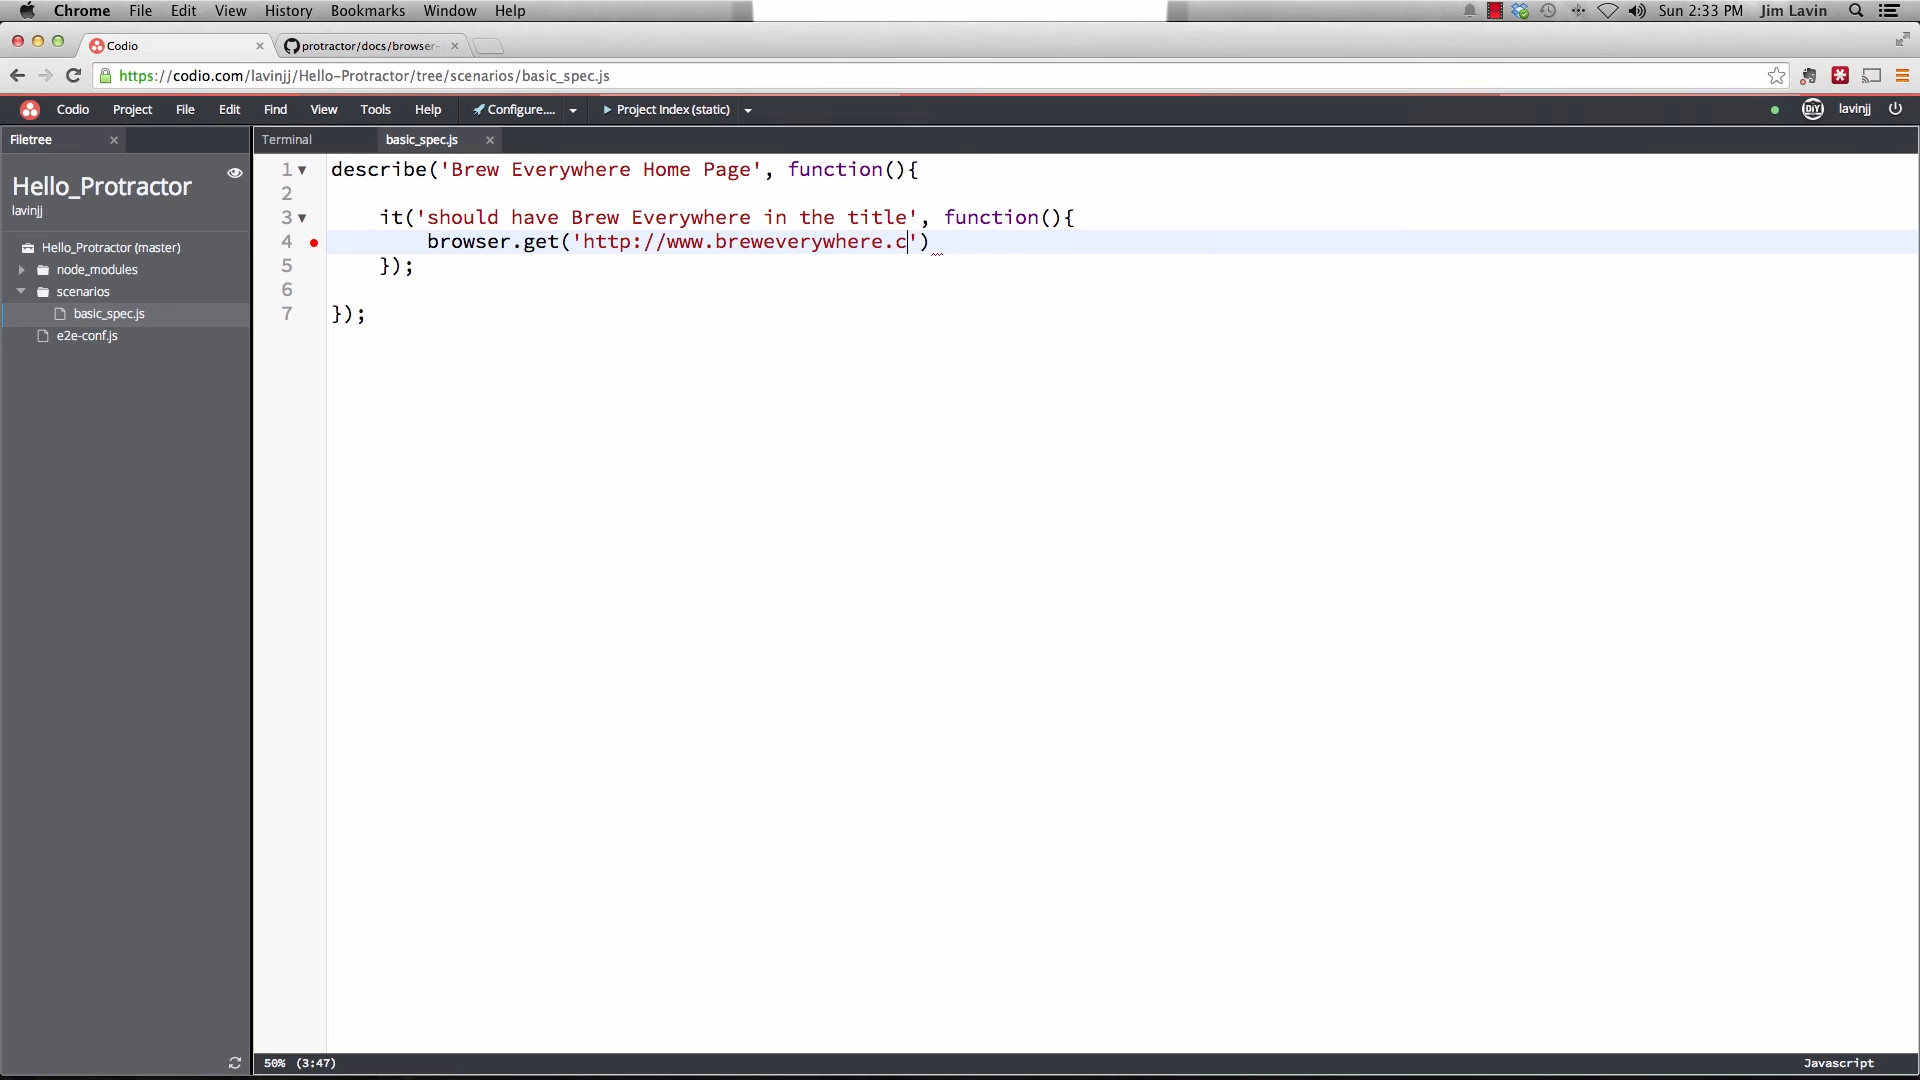 Chrome File Edit View History Bookmarks Window Help Sun 2:33 PM Jim Lavin
Codio protractor/docs/browser-
https://codio.com/lavinjj/Hello-Protractor/tree/scenarios/basic_spec.js
Codio Project File Edit Find View Tools Help Configure.... Project Index (static) DiY lavinjj
Filetree Terminal basic_spec.js
Hello_Protractor
lavinjj
Hello_Protractor (master)
node_modules
scenarios
basic_spec.js
e2e-conf.js
1 describe('Brew Everywhere Home Page', function(){
2
3 it('should have Brew Everywhere in the title', function(){
4 browser.get('http://www.breweverywhere.c')
5 });
6
7 });
50% (3:47) Javascript